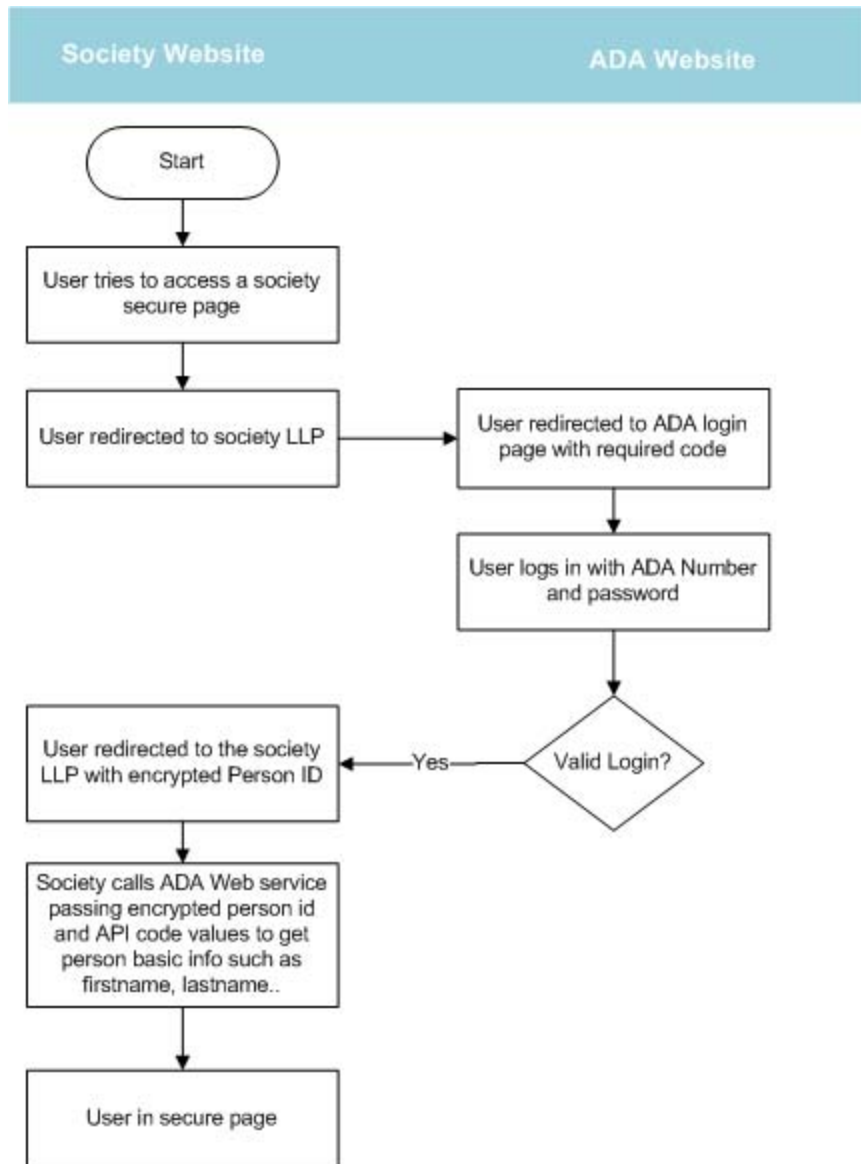 Society Website
ADA Website
Start
User tries to access a society
secure page
User redirected to society LLP
User redirected to ADA login
page with required code
User logs in with ADA Number
and password
Valid Login?
Yes
User redirected to the society
LLP with encrypted Person ID
Society calls ADA Web service
passing encrypted person id
and API code values to get
person basic info such as
firstname, lastname..
User in secure page